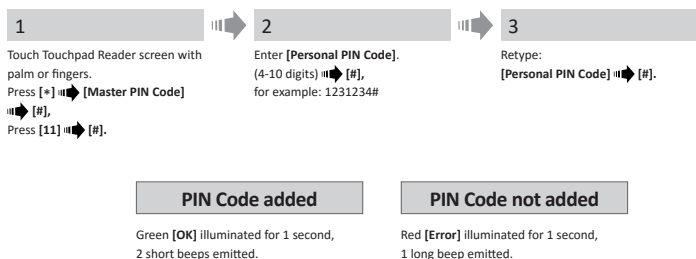 1
Touch Touchpad Reader screen with
palm or fingers.
Press [*] [Master PIN Code]
[#],
Press [11] [#].
2
Enter [Personal PIN Code].
(4-10 digits) [#],
for example: 1231234#
3
Retype:
[Personal PIN Code] [#].
PIN Code added
Green [OK] illuminated for 1 second,
2 short beeps emitted.
PIN Code not added
Red [Error] illuminated for 1 second,
1 long beep emitted.